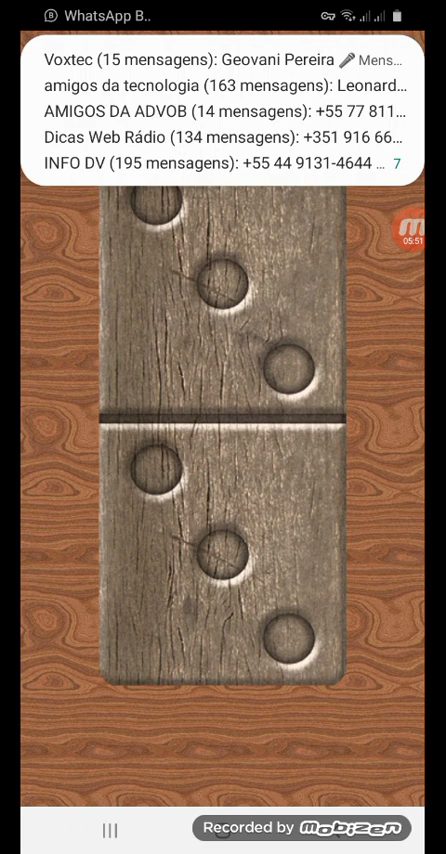 WhatsApp B..
Voxtec (15 mensagens): Geovani Pereira 🎤 Mens...
amigos da tecnologia (163 mensagens): Leonard...
AMIGOS DA ADVOB (14 mensagens): +55 77 811...
Dicas Web Rádio (134 mensagens): +351 916 66...
INFO DV (195 mensagens): +55 44 9131-4644 ... 7
05:51
Recorded by mobizen